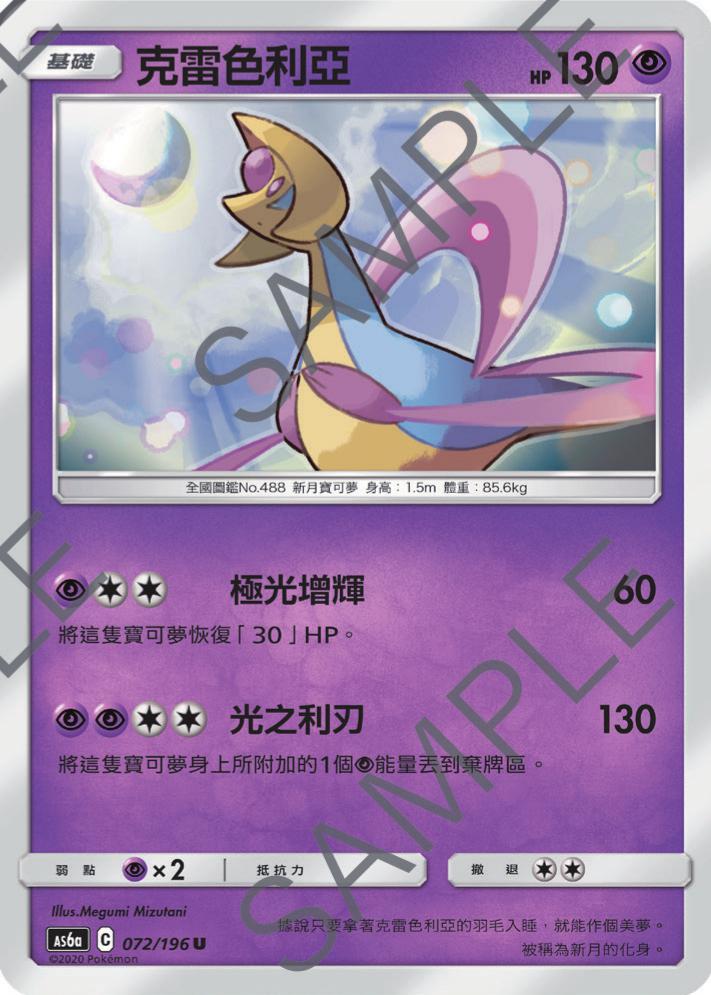 基礎 克雷色利亞 HP 130
全國圖鑑No.488 新月寶可夢 身高：1.5m 體重：85.6kg
極光增輝 60
將這隻寶可夢恢復「30」HP。
光之利刃 130
將這隻寶可夢身上所附加的1個能量丟到棄牌區。
弱點 ×2 抵抗力 撤退
Illus.Megumi Mizutani
據說只要拿著克雷色利亞的羽毛入睡，就能作個美夢。
被稱為新月的化身。
AS6a C 072/196 U
©2020 Pokémon
SAMPLE
SAMPLE